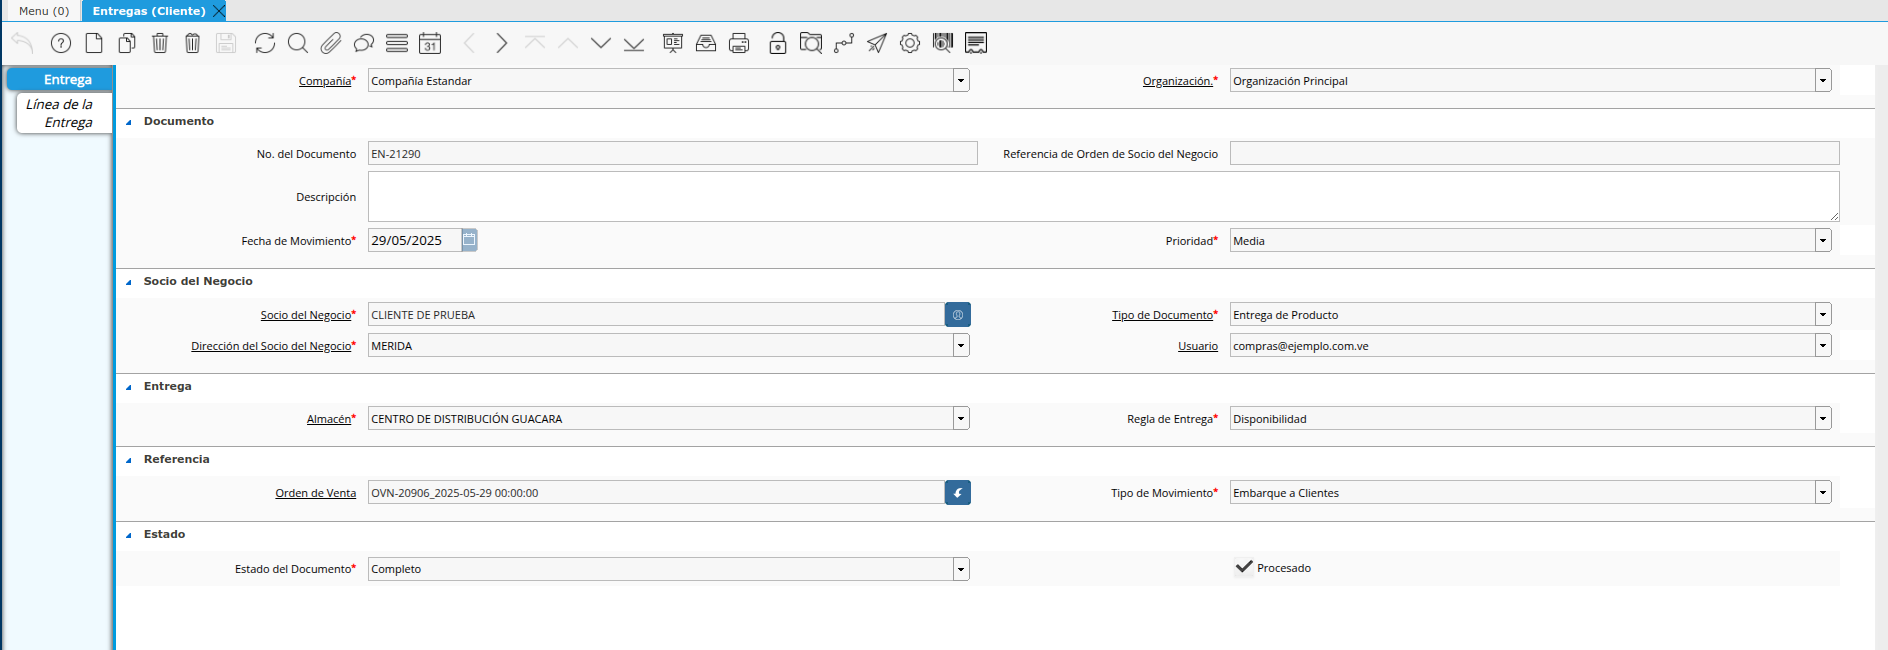 Menu (0) Entregas (Cliente)
31
Entrega
Línea de la
Entrega
Compañía* Compañía Estandar Organización.* Organización Principal
Documento
No. del Documento EN-21290 Referencia de Orden de Socio del Negocio
Descripción
Fecha de Movimiento* 29/05/2025 Prioridad* Media
Socio del Negocio
Socio del Negocio* CLIENTE DE PRUEBA Tipo de Documento* Entrega de Producto
Dirección del Socio del Negocio* MERIDA Usuario compras@ejemplo.com.ve
Entrega
Almacén* CENTRO DE DISTRIBUCIÓN GUACARA Regla de Entrega* Disponibilidad
Referencia
Orden de Venta OVN-20906_2025-05-29 00:00:00 Tipo de Movimiento* Embarque a Clientes
Estado
Estado del Documento* Completo Procesado